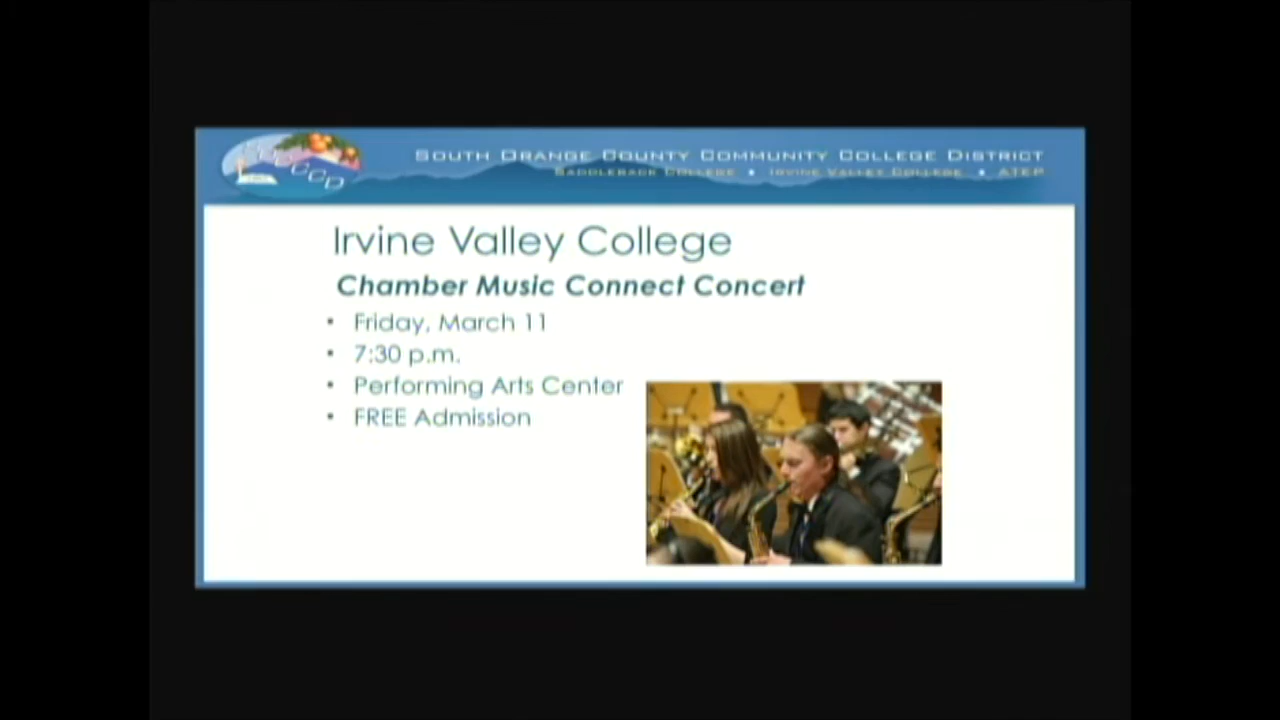 SOUTH ORANGE COUNTY COMMUNITY COLLEGE DISTRICT
SADDLEBACK COLLEGE • IRVINE VALLEY COLLEGE • ATEP
Irvine Valley College
Chamber Music Connect Concert
• Friday, March 11
• 7:30 p.m.
• Performing Arts Center
• FREE Admission